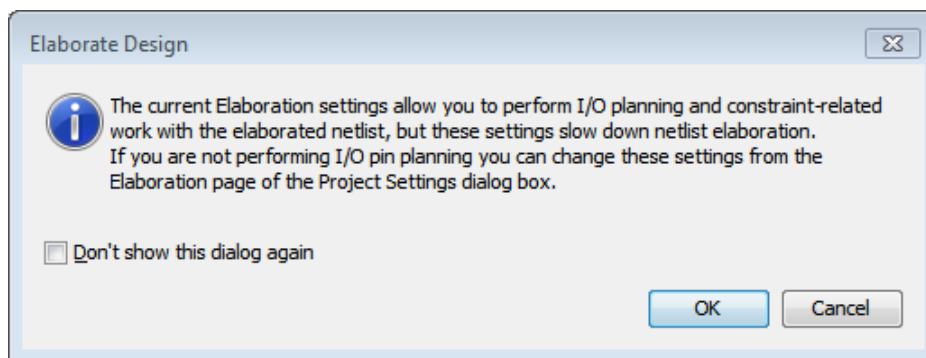 Elaborate Design
The current Elaboration settings allow you to perform I/O planning and constraint-related
work with the elaborated netlist, but these settings slow down netlist elaboration.
If you are not performing I/O pin planning you can change these settings from the
Elaboration page of the Project Settings dialog box.
Don't show this dialog again
OK Cancel